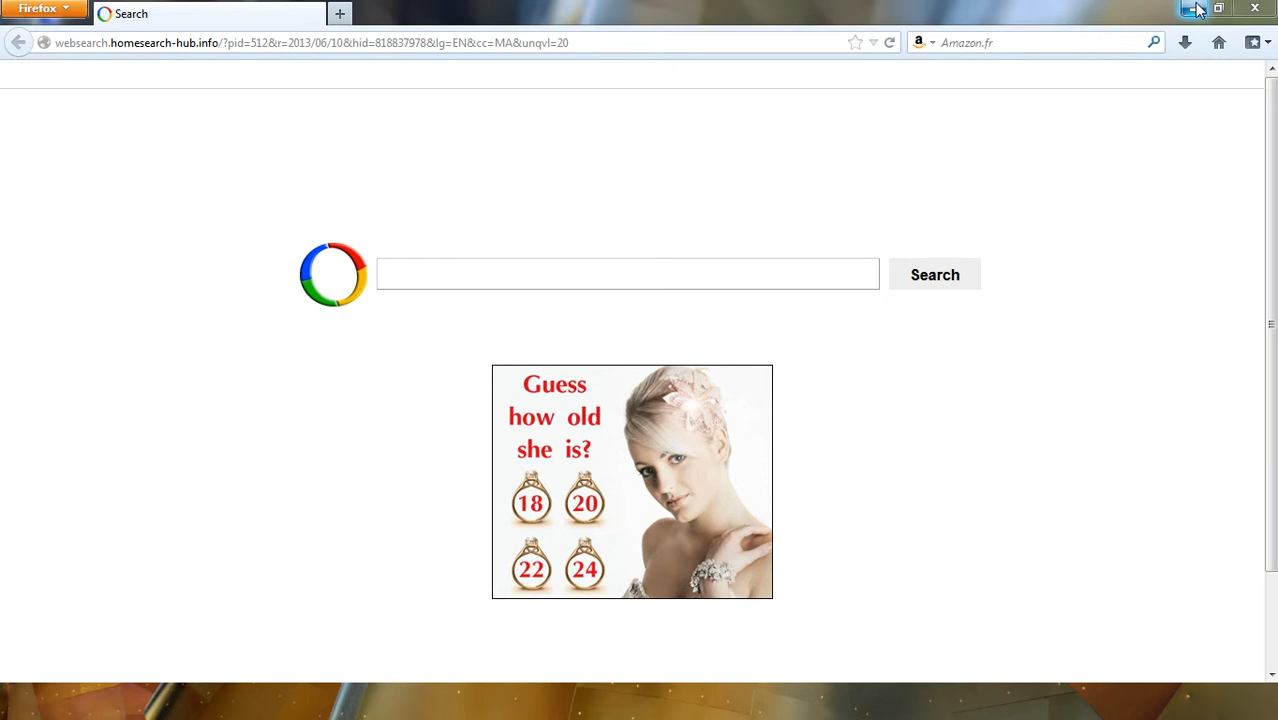 Firefox
Search
websearch.homesearch-hub.info/?pid=512&r=2013/06/10&hid=818837978&lg=EN&cc=MA&unqvl=20
Amazon.fr
Search
Guess
how old
she is?
18 20
22 24